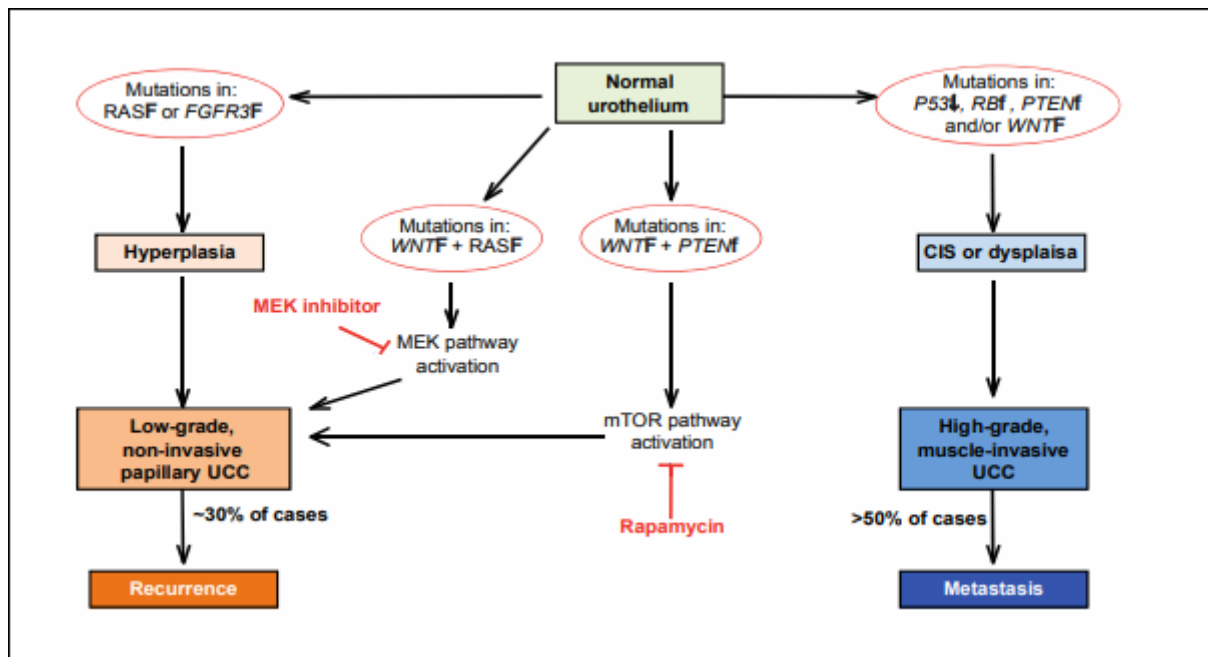 Normal
urothelium
Mutations in:
RASF or FGFR3F
Mutations in:
P53, RBf, PTENf
and/or WNTF
Mutations in:
WNTF + RASF
Mutations in:
WNTF + PTENf
Hyperplasia
CIS or dysplaisa
MEK inhibitor
MEK pathway
activation
mTOR pathway
activation
Low-grade,
non-invasive
papillary UCC
High-grade,
muscle-invasive
UCC
~30% of cases
Rapamycin
>50% of cases
Recurrence
Metastasis